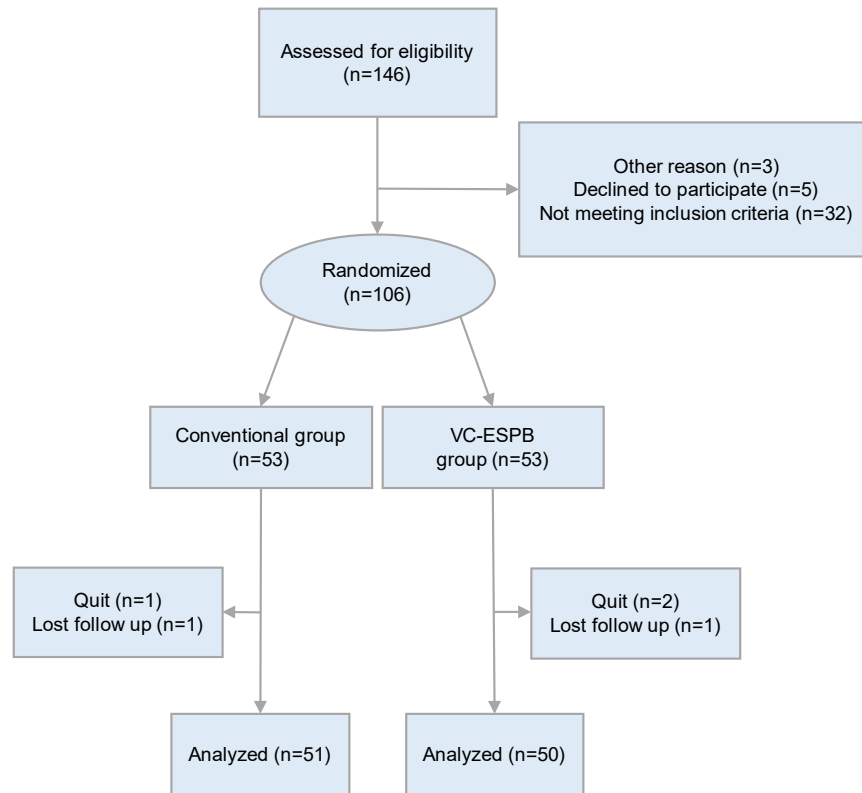 Assessed for eligibility
(n=146)
Other reason (n=3)
Declined to participate (n=5)
Not meeting inclusion criteria (n=32)
Randomized
(n=106)
Conventional group
(n=53)
VC-ESPB
group (n=53)
Quit (n=1)
Lost follow up (n=1)
Quit (n=2)
Lost follow up (n=1)
Analyzed (n=51)
Analyzed (n=50)